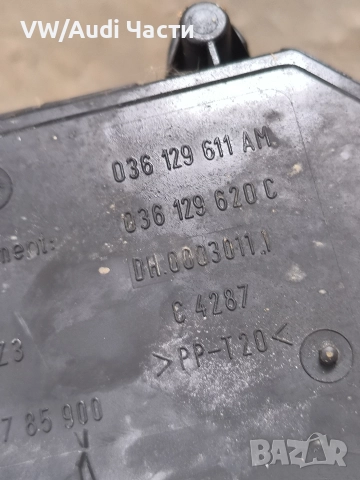 VW/Audi Части
036 129 611 AM
036 129 620 C
DH.0003011.1
C 4287
Z3
>PP-T20<
7 85 900
BAZAR